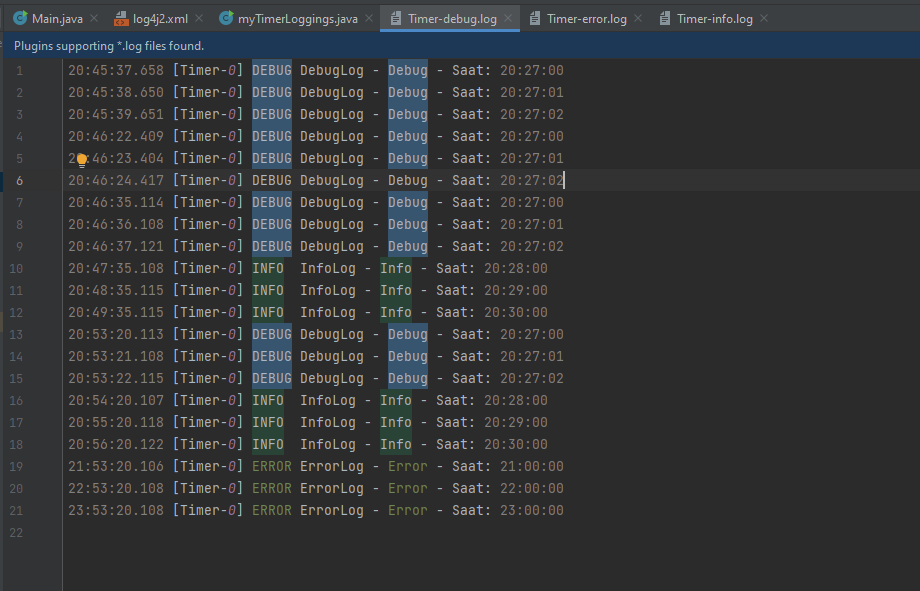 Main.java log4j2.xml myTimerLoggings.java Timer-debug.log Timer-error.log Timer-info.log
Plugins supporting *.log files found.
1 20:45:37.658 [Timer-0] DEBUG DebugLog - Debug - Saat: 20:27:00
2 20:45:38.650 [Timer-0] DEBUG DebugLog - Debug - Saat: 20:27:01
3 20:45:39.651 [Timer-0] DEBUG DebugLog - Debug - Saat: 20:27:02
4 20:46:22.409 [Timer-0] DEBUG DebugLog - Debug - Saat: 20:27:00
5 20:46:23.404 [Timer-0] DEBUG DebugLog - Debug - Saat: 20:27:01
6 20:46:24.417 [Timer-0] DEBUG DebugLog - Debug - Saat: 20:27:02
7 20:46:35.114 [Timer-0] DEBUG DebugLog - Debug - Saat: 20:27:00
8 20:46:36.108 [Timer-0] DEBUG DebugLog - Debug - Saat: 20:27:01
9 20:46:37.121 [Timer-0] DEBUG DebugLog - Debug - Saat: 20:27:02
10 20:47:35.108 [Timer-0] INFO  InfoLog - Info - Saat: 20:28:00
11 20:48:35.115 [Timer-0] INFO  InfoLog - Info - Saat: 20:29:00
12 20:49:35.115 [Timer-0] INFO  InfoLog - Info - Saat: 20:30:00
13 20:53:20.113 [Timer-0] DEBUG DebugLog - Debug - Saat: 20:27:00
14 20:53:21.108 [Timer-0] DEBUG DebugLog - Debug - Saat: 20:27:01
15 20:53:22.115 [Timer-0] DEBUG DebugLog - Debug - Saat: 20:27:02
16 20:54:20.107 [Timer-0] INFO  InfoLog - Info - Saat: 20:28:00
17 20:55:20.118 [Timer-0] INFO  InfoLog - Info - Saat: 20:29:00
18 20:56:20.122 [Timer-0] INFO  InfoLog - Info - Saat: 20:30:00
19 21:53:20.106 [Timer-0] ERROR ErrorLog - Error - Saat: 21:00:00
20 22:53:20.108 [Timer-0] ERROR ErrorLog - Error - Saat: 22:00:00
21 23:53:20.108 [Timer-0] ERROR ErrorLog - Error - Saat: 23:00:00
22